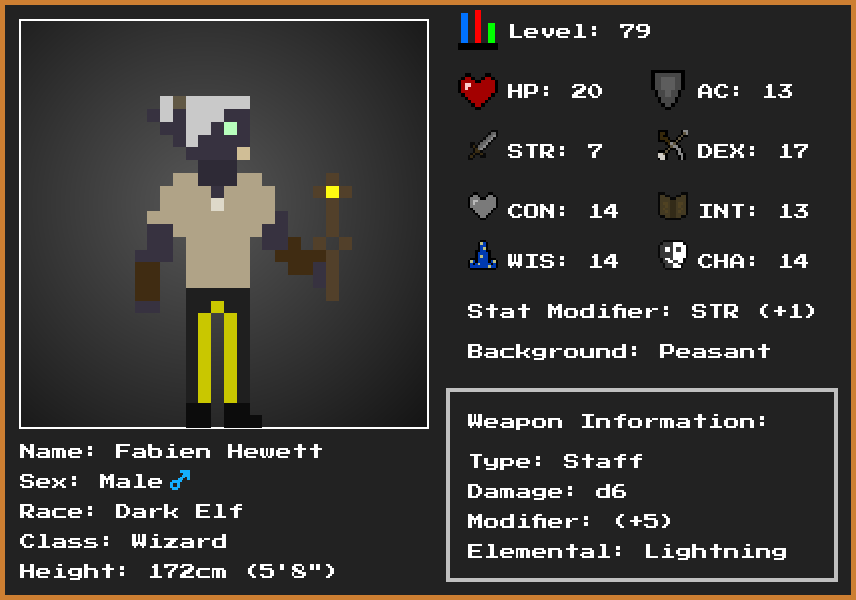 Level: 79
HP: 20
AC: 13
STR: 7
DEX: 17
CON: 14
INT: 13
WIS: 14
CHA: 14
Stat Modifier: STR (+1)
Background: Peasant
Weapon Information:
Type: Staff
Damage: d6
Modifier: (+5)
Elemental: Lightning
Name: Fabien Hewett
Sex: Male ♂
Race: Dark Elf
Class: Wizard
Height: 172cm (5'8")